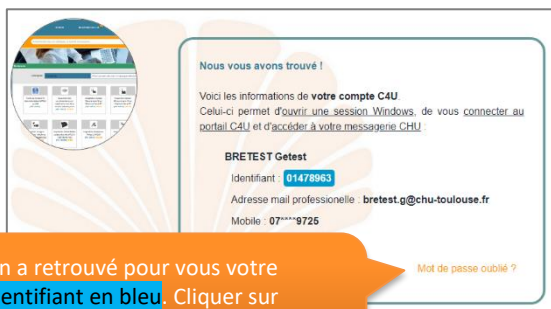 Nous vous avons trouvé !
Voici les informations de votre compte C4U.
Celui-ci permet d'ouvrir une session Windows, de vous connecter au
portail C4U et d'accéder à votre messagerie CHU :
BRETEST Getest
Identifiant : 01478963
Adresse mail professionelle : bretest.g@chu-toulouse.fr
Mobile : 07****9725
Mot de passe oublié ?
n a retrouvé pour vous votre
dentifiant en bleu. Cliquer sur